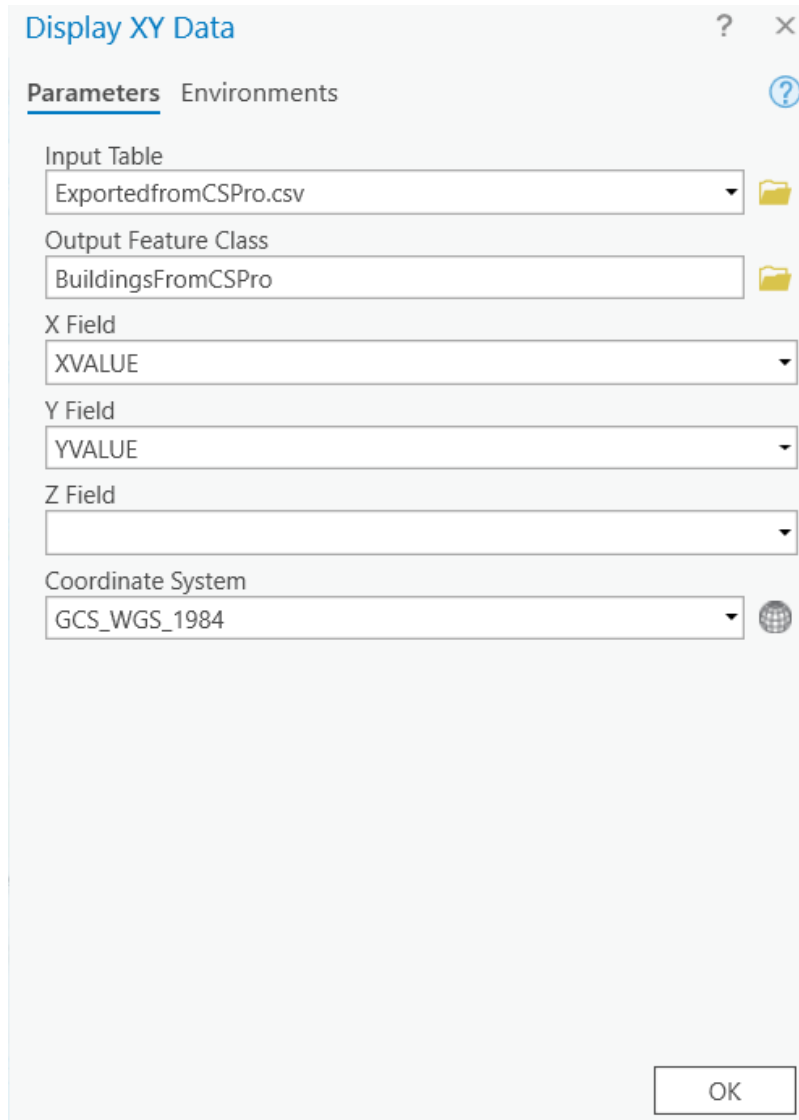 Display XY Data ? ×
Parameters Environments ?
Input Table
ExportedfromCSPro.csv
Output Feature Class
BuildingsFromCSPro
X Field
XVALUE
Y Field
YVALUE
Z Field
Coordinate System
GCS_WGS_1984
OK